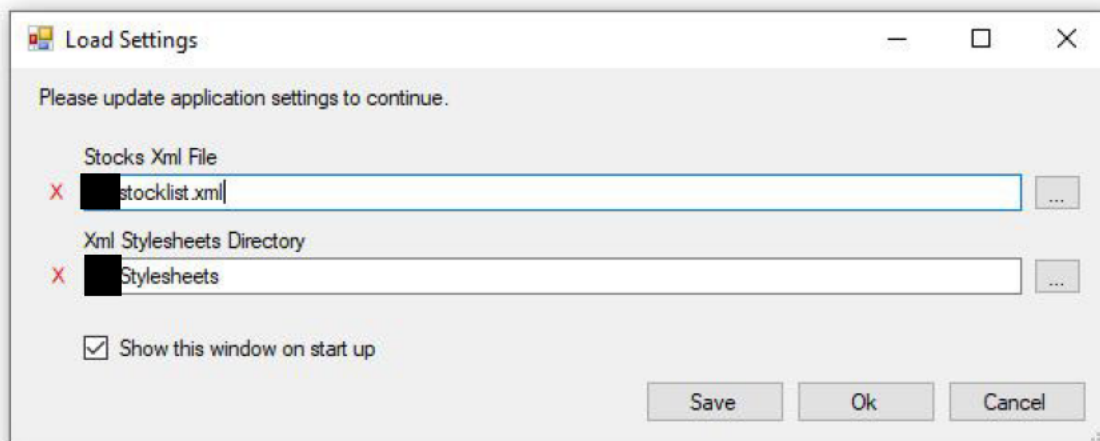 Load Settings
Please update application settings to continue.
Stocks Xml File
X stocklist.xml ...
Xml Stylesheets Directory
X Stylesheets ...
Show this window on start up
Save Ok Cancel